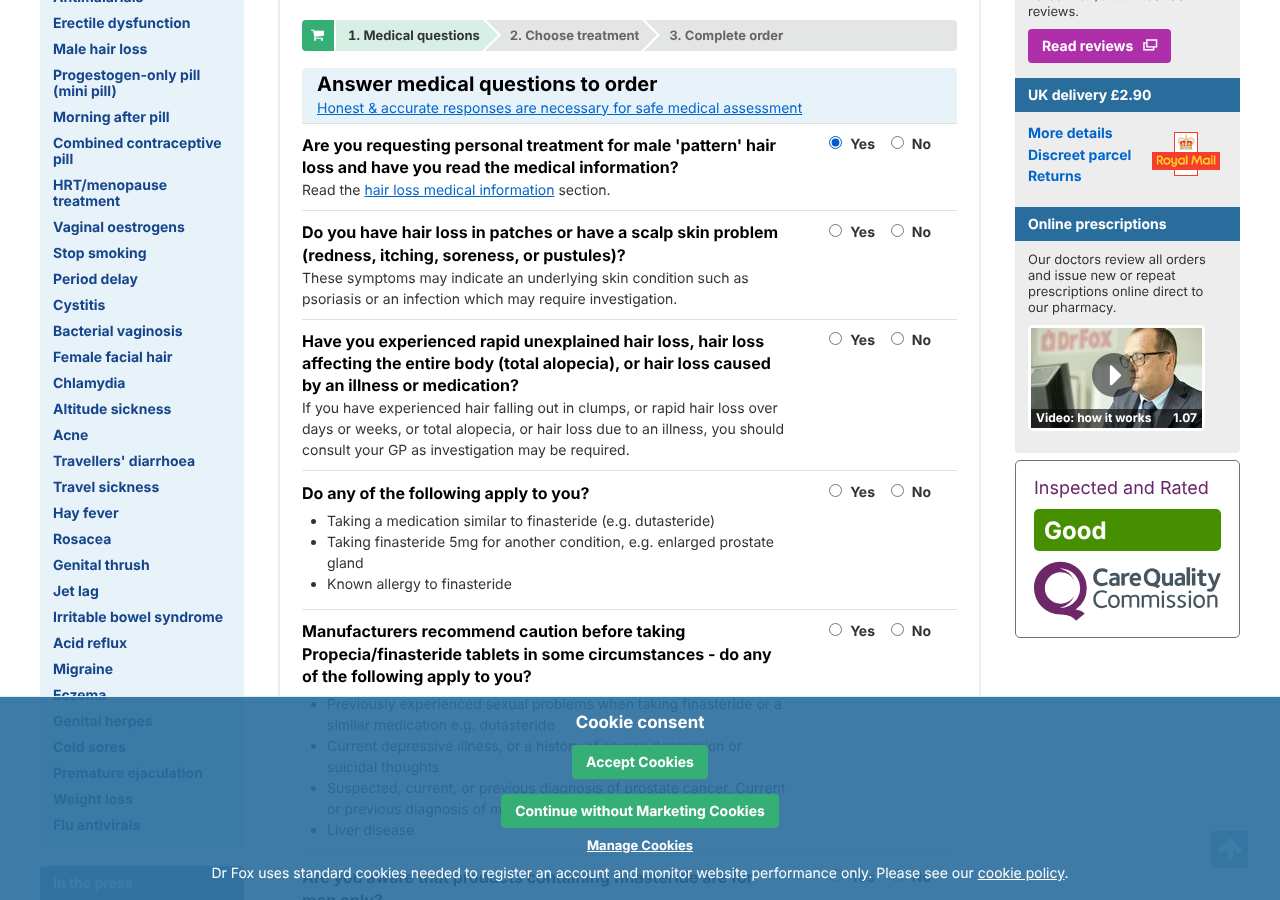 Erectile dysfunction
Male hair loss
Progestogen-only pill
(mini pill)
Morning after pill
Combined contraceptive
pill
HRT/menopause
treatment
Vaginal oestrogens
Stop smoking
Period delay
Cystitis
Bacterial vaginosis
Female facial hair
Chlamydia
Altitude sickness
Acne
Travellers' diarrhoea
Travel sickness
Hay fever
Rosacea
Genital thrush
Jet lag
Irritable bowel syndrome
Acid reflux
Migraine
Eczema
Genital herpes
Cold sores
Premature ejaculation
Weight loss
Flu antivirals
In the press
1. Medical questions
2. Choose treatment
3. Complete order
Answer medical questions to order
Honest & accurate responses are necessary for safe medical assessment
Are you requesting personal treatment for male 'pattern' hair
loss and have you read the medical information?
Yes No
Read the hair loss medical information section.
Do you have hair loss in patches or have a scalp skin problem
(redness, itching, soreness, or pustules)?
Yes No
These symptoms may indicate an underlying skin condition such as
psoriasis or an infection which may require investigation.
Have you experienced rapid unexplained hair loss, hair loss
affecting the entire body (total alopecia), or hair loss caused
by an illness or medication?
Yes No
If you have experienced hair falling out in clumps, or rapid hair loss over
days or weeks, or total alopecia, or hair loss due to an illness, you should
consult your GP as investigation may be required.
Do any of the following apply to you?
Yes No
Taking a medication similar to finasteride (e.g. dutasteride)
Taking finasteride 5mg for another condition, e.g. enlarged prostate
gland
Known allergy to finasteride
Manufacturers recommend caution before taking
Propecia/finasteride tablets in some circumstances - do any
of the following apply to you?
Yes No
Previously experienced sexual problems when taking finasteride or a
similar medication e.g. dutasteride
Current depressive illness, or a history of or
suicidal thoughts
Suspected, current, or previous diagnosis of prostate cancer. Current
or previous diagnosis of
Liver disease
Are you aware that products containing finasteride are for
men only?
reviews.
Read reviews
UK delivery £2.90
More details
Discreet parcel
Returns
Royal Mail
Online prescriptions
Our doctors review all orders
and issue new or repeat
prescriptions online direct to
our pharmacy.
DrFox
Video: how it works 1.07
Inspected and Rated
Good
CareQuality
Commission
Cookie consent
Accept Cookies
Continue without Marketing Cookies
Manage Cookies
Dr Fox uses standard cookies needed to register an account and monitor website performance only. Please see our cookie policy.